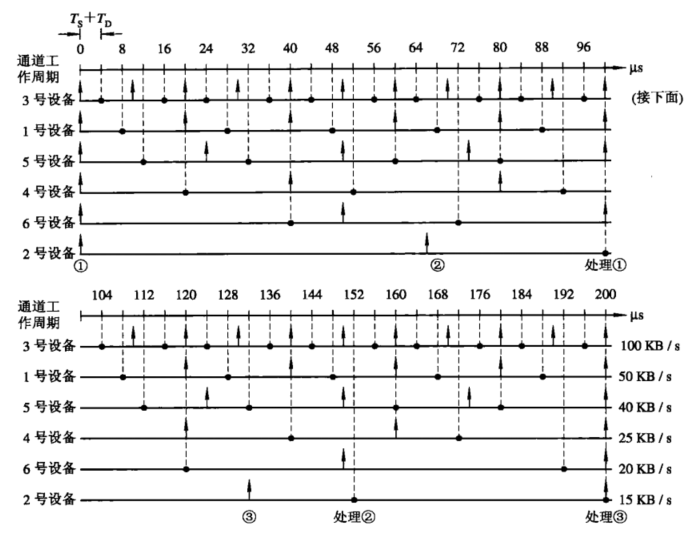 T_S + T_D
0 8 16 24 32 40 48 56 64 72 80 88 96
通道工
作周期
μs
3 号设备
(接下面)
1 号设备
5 号设备
4 号设备
6 号设备
2 号设备
① ② 处理①
104 112 120 128 136 144 152 160 168 176 184 192 200
通道工
作周期
μs
3 号设备 100 KB / s
1 号设备 50 KB / s
5 号设备 40 KB / s
4 号设备 25 KB / s
6 号设备 20 KB / s
2 号设备 15 KB / s
③ 处理② 处理③